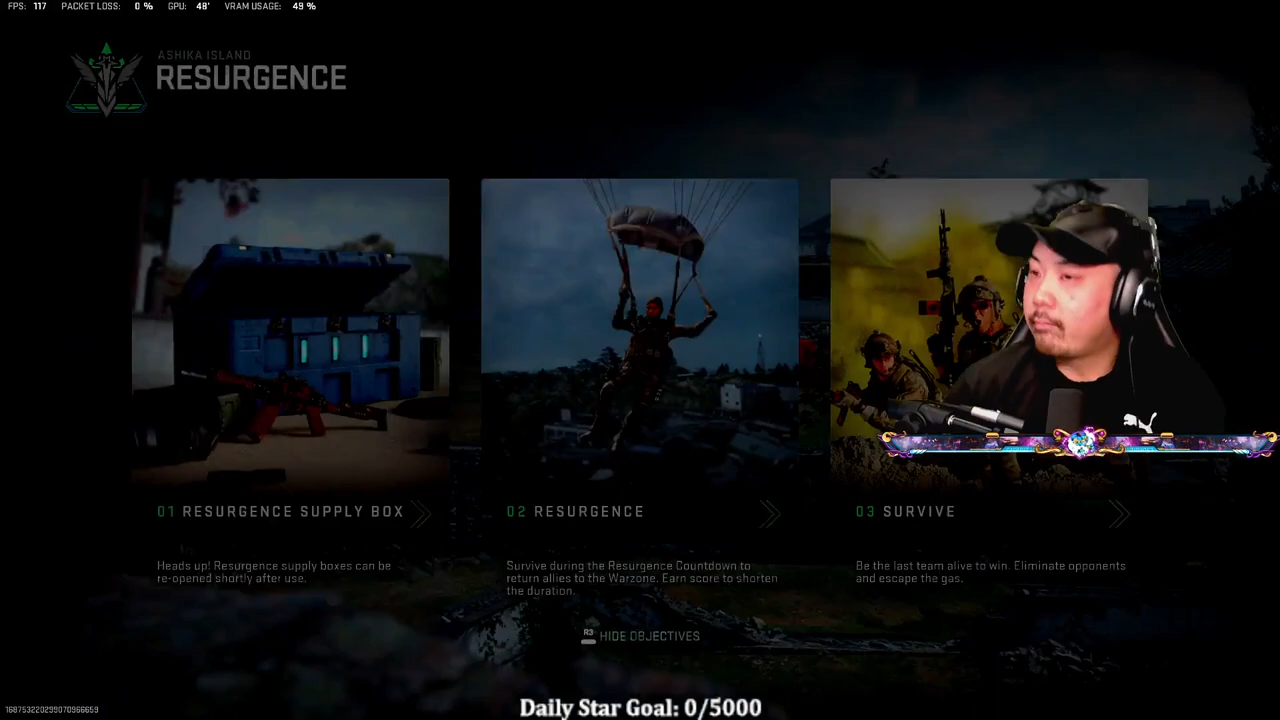 FPS: 117 PACKET LOSS: 0 % GPU: 48° VRAM USAGE: 49 %
ASHIKA ISLAND
RESURGENCE
01 RESURGENCE SUPPLY BOX
Heads up! Resurgence supply boxes can be
re-opened shortly after use.
02 RESURGENCE
Survive during the Resurgence Countdown to
return allies to the Warzone. Earn score to shorten
the duration.
03 SURVIVE
Be the last team alive to win. Eliminate opponents
and escape the gas.
R3 HIDE OBJECTIVES
Daily Star Goal: 0/5000